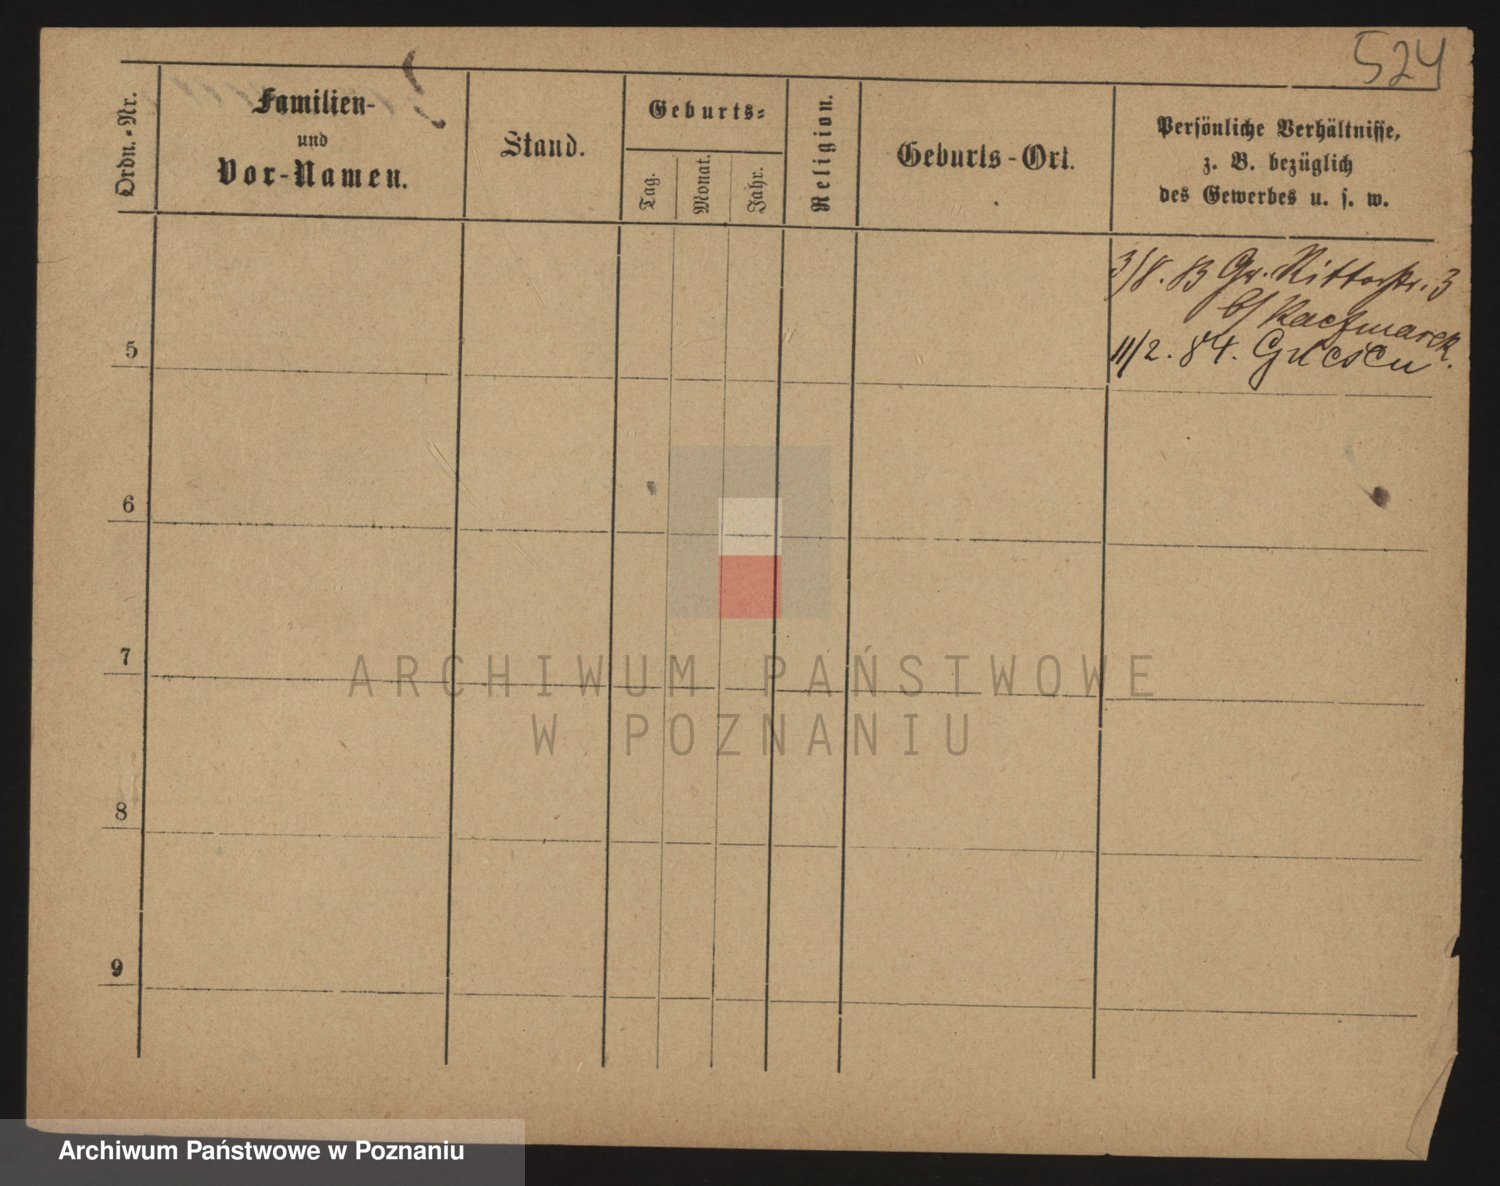 524
Ordn.-Nr.
Familien-
und
Vor-Namen.
Stand.
Geburts-
Tag.
Monat.
Jahr.
Religion.
Geburts-Ort.
Persönliche Verhältnisse,
z. B. bezüglich
des Gewerbes u. s. w.
3/8. 83 Gr. Ritterstr. 3
b/ Kaczmarek.
11/2. 84. Gnesen
5
6
7
8
9
ARCHIWUM PAŃSTWOWE
W POZNANIU
Archiwum Państwowe w Poznaniu